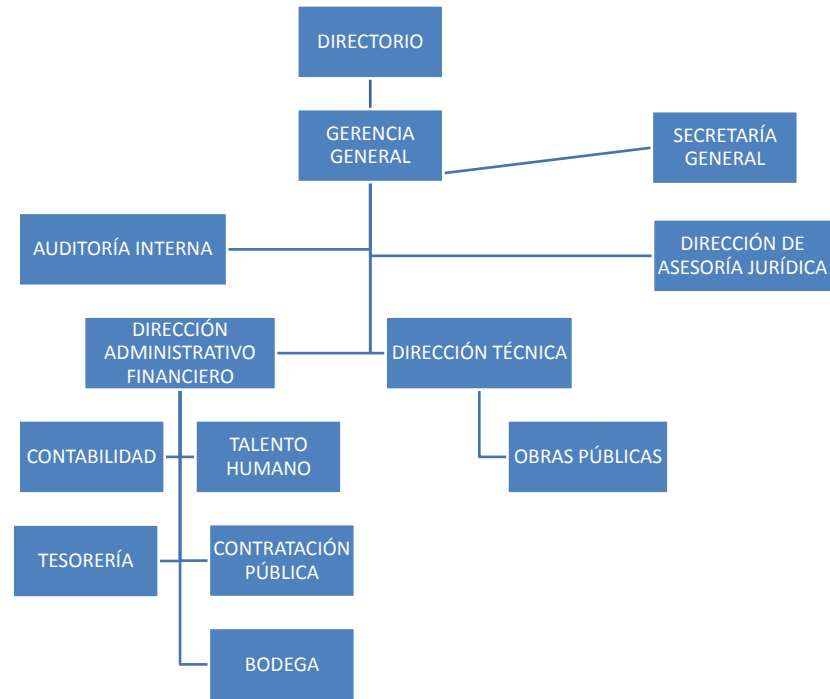 DIRECTORIO
GERENCIA
GENERAL
SECRETARÍA
GENERAL
AUDITORÍA INTERNA
DIRECCIÓN DE
ASESORÍA JURÍDICA
DIRECCIÓN
ADMINISTRATIVO
FINANCIERO
DIRECCIÓN TÉCNICA
CONTABILIDAD
TALENTO
HUMANO
OBRAS PÚBLICAS
TESORERÍA
CONTRATACIÓN
PÚBLICA
BODEGA